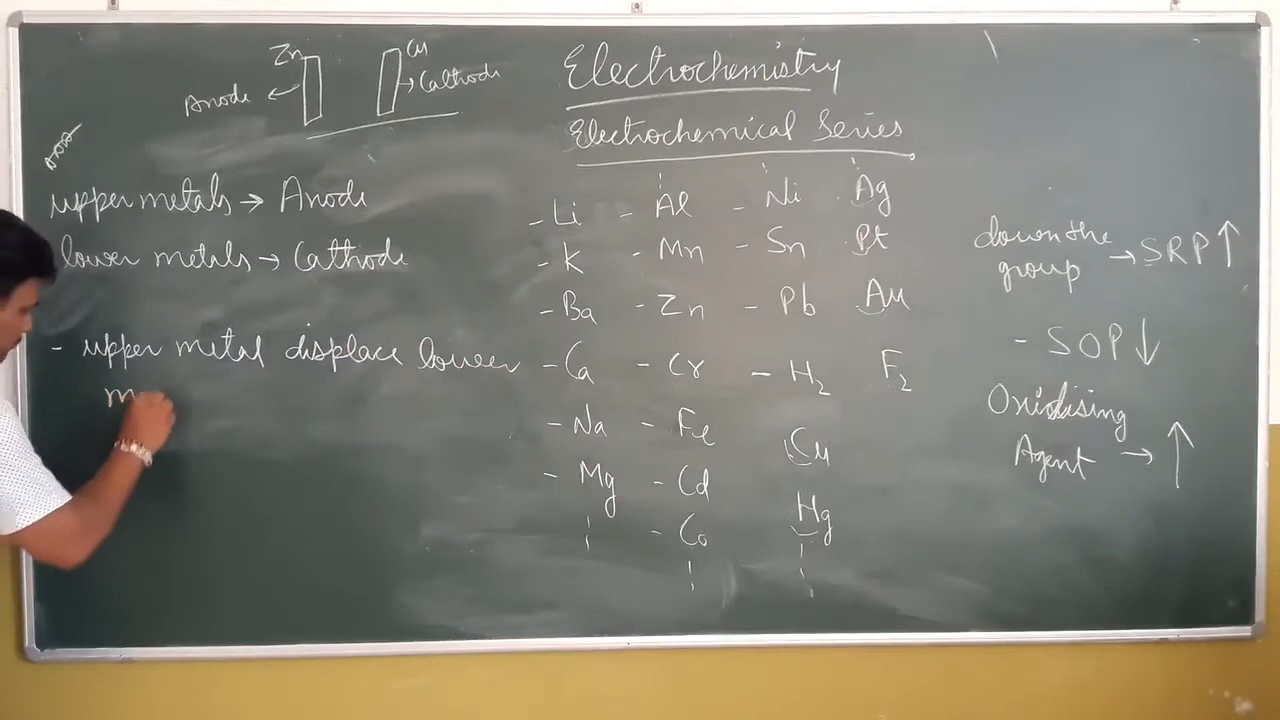 Electrochemistry
Electrochemical Series
Zn
Cu
Anode
Cathode
upper metals → Anode
lower metals → Cathode
- upper metal displace lower
m
- Li
- K
- Ba
- Ca
- Na
- Mg
- Al
- Mn
- Zn
- Cr
- Fe
- Cd
- Co
- Ni
- Sn
- Pb
- H2
Cu
Hg
Ag
Pt
Au
F2
down the
group → SRP ↑
- SOP ↓
Oxidising
Agent → ↑